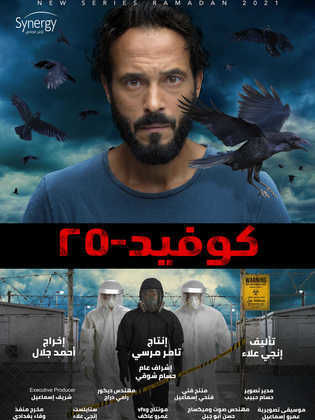 NEW SERIES RAMADAN 2021
Synergy
كوفيد-٢٥
تأليف
إنجي علاء
إنتاج
تامر مرسي
إشراف عام
حسام شوقي
إخراج
أحمد جلال
WARNING
مدير تصوير
حسام حبيب
منتج فني
فتحي إسماعيل
مهندس ديكور
رامي دراج
Executive Producer
شريف إسماعيل
موسيقى تصويرية
عمرو إسماعيل
مهندس صوت وميكساج
حسن أبو جبل
مونتاج وvfx
عمرو عاكف
ستايلست
إنجي علاء
مخرج منفذ
وفاء بغدادي